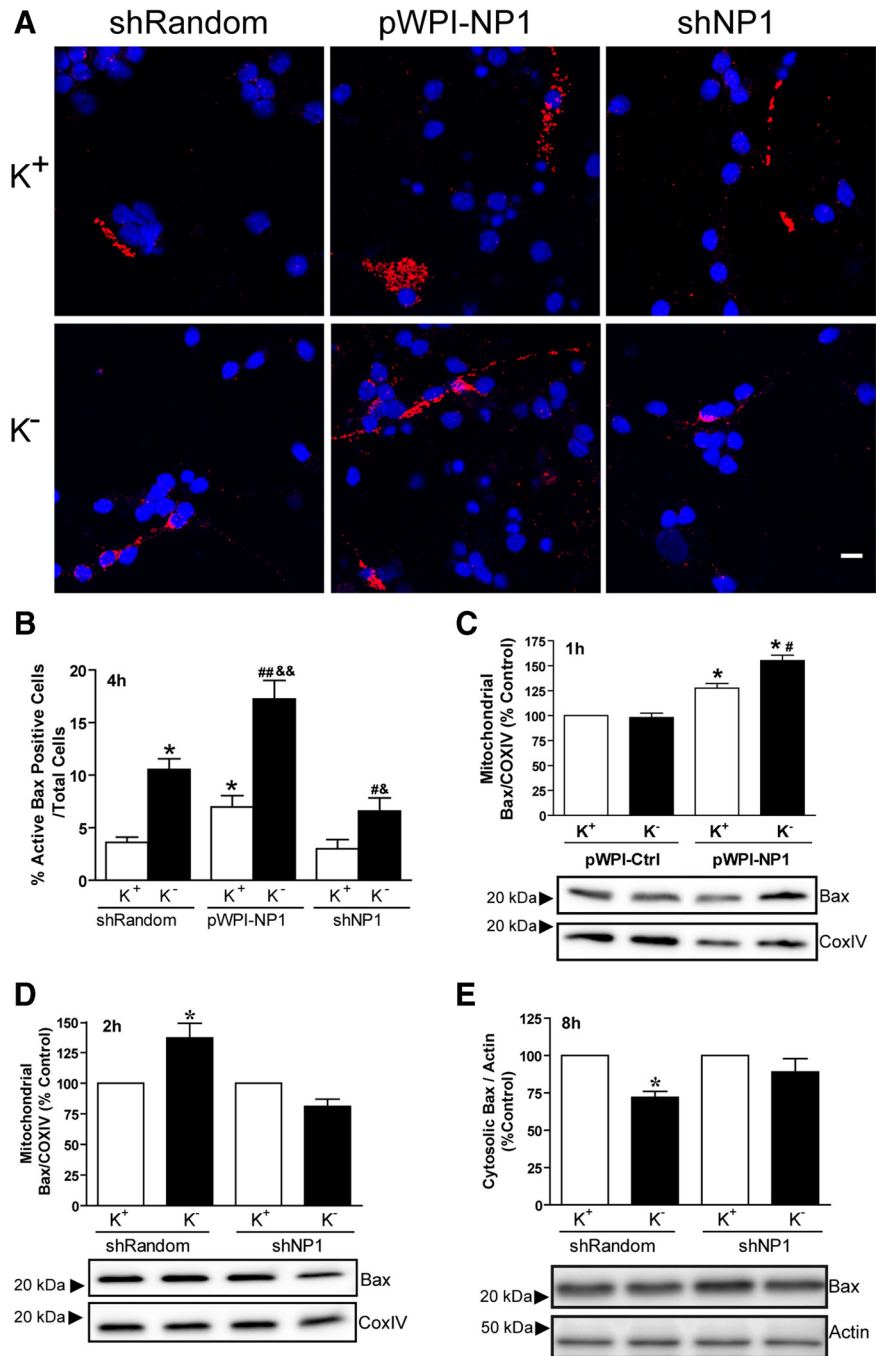 A
shRandom
pWPI-NP1
shNP1
K+
K-
B
4h
% Active Bax Positive Cells
/Total Cells
20
15
10
5
0
*
*
##&&
#&
K+ K- K+ K- K+ K-
shRandom pWPI-NP1 shNP1
C
1h
Mitochondrial
Bax/COXIV (% Control)
175
150
125
100
75
50
25
0
*
* #
K+ K- K+ K-
pWPI-Ctrl pWPI-NP1
20 kDa
Bax
20 kDa
CoxIV
D
2h
Mitochondrial
Bax/COXIV (% Control)
150
125
100
75
50
25
0
*
K+ K- K+ K-
shRandom shNP1
20 kDa
Bax
20 kDa
CoxIV
E
8h
Cytosolic Bax / Actin
(%Control)
125
100
75
50
25
0
*
K+ K- K+ K-
shRandom shNP1
20 kDa
Bax
50 kDa
Actin